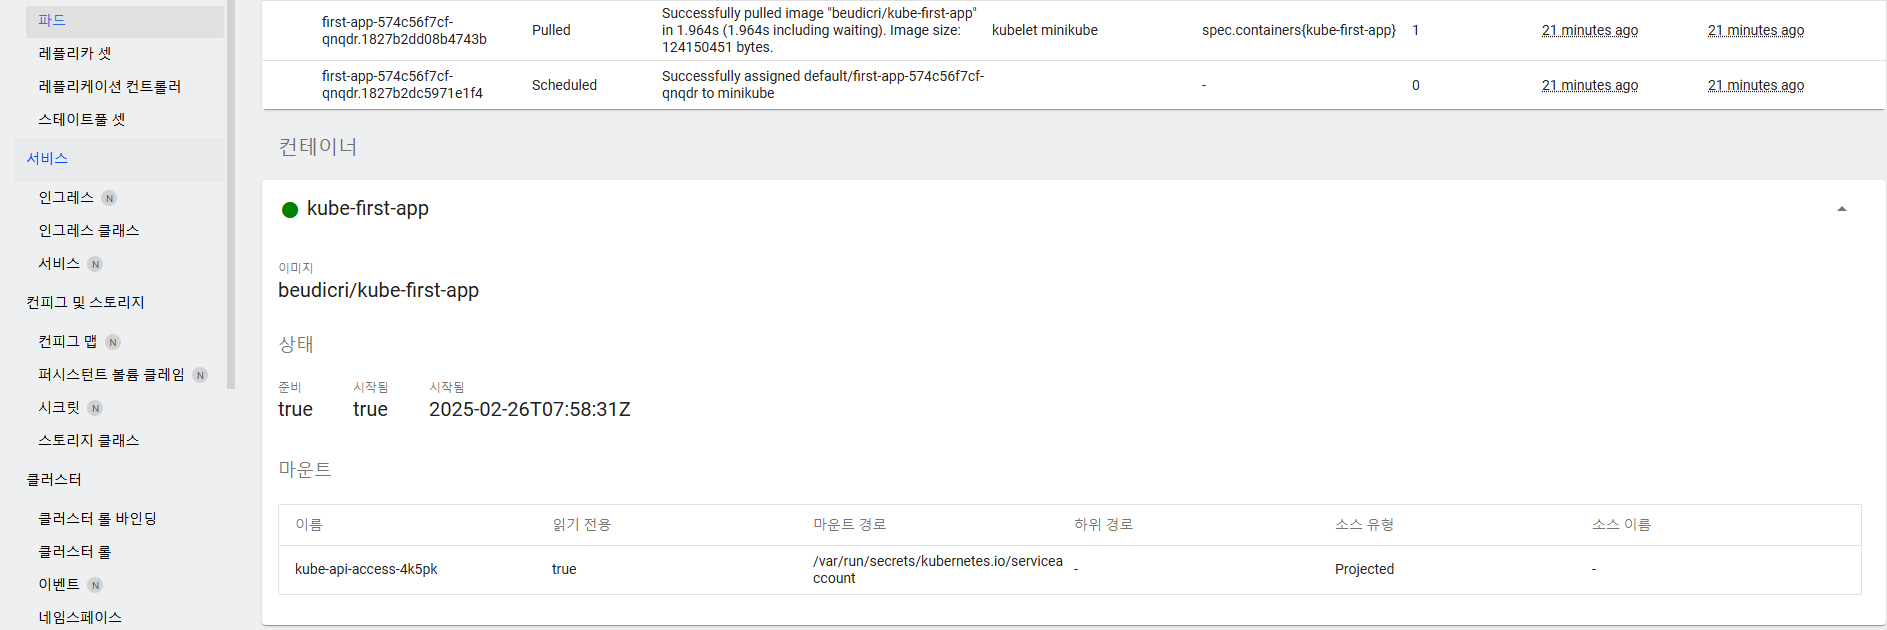 파드
레플리카 셋
레플리케이션 컨트롤러
스테이트풀 셋
서비스
인그레스 N
인그레스 클래스
서비스 N
컨피그 및 스토리지
컨피그 맵 N
퍼시스턴트 볼륨 클레임 N
시크릿 N
스토리지 클래스
클러스터
클러스터 롤 바인딩
클러스터 롤
이벤트 N
네임스페이스
first-app-574c56f7cf-
qnqdr.1827b2dd08b4743b
Pulled
Successfully pulled image "beudicri/kube-first-app"
in 1.964s (1.964s including waiting). Image size:
124150451 bytes.
kubelet minikube
spec.containers{kube-first-app}
1
21 minutes ago
21 minutes ago
first-app-574c56f7cf-
qnqdr.1827b2dc5971e1f4
Scheduled
Successfully assigned default/first-app-574c56f7cf-
qnqdr to minikube
-
0
21 minutes ago
21 minutes ago
컨테이너
kube-first-app
이미지
beudicri/kube-first-app
상태
준비 시작됨 시작됨
true true 2025-02-26T07:58:31Z
마운트
이름 읽기 전용 마운트 경로 하위 경로 소스 유형 소스 이름
kube-api-access-4k5pk
true
/var/run/secrets/kubernetes.io/servicea
ccount
-
Projected
-